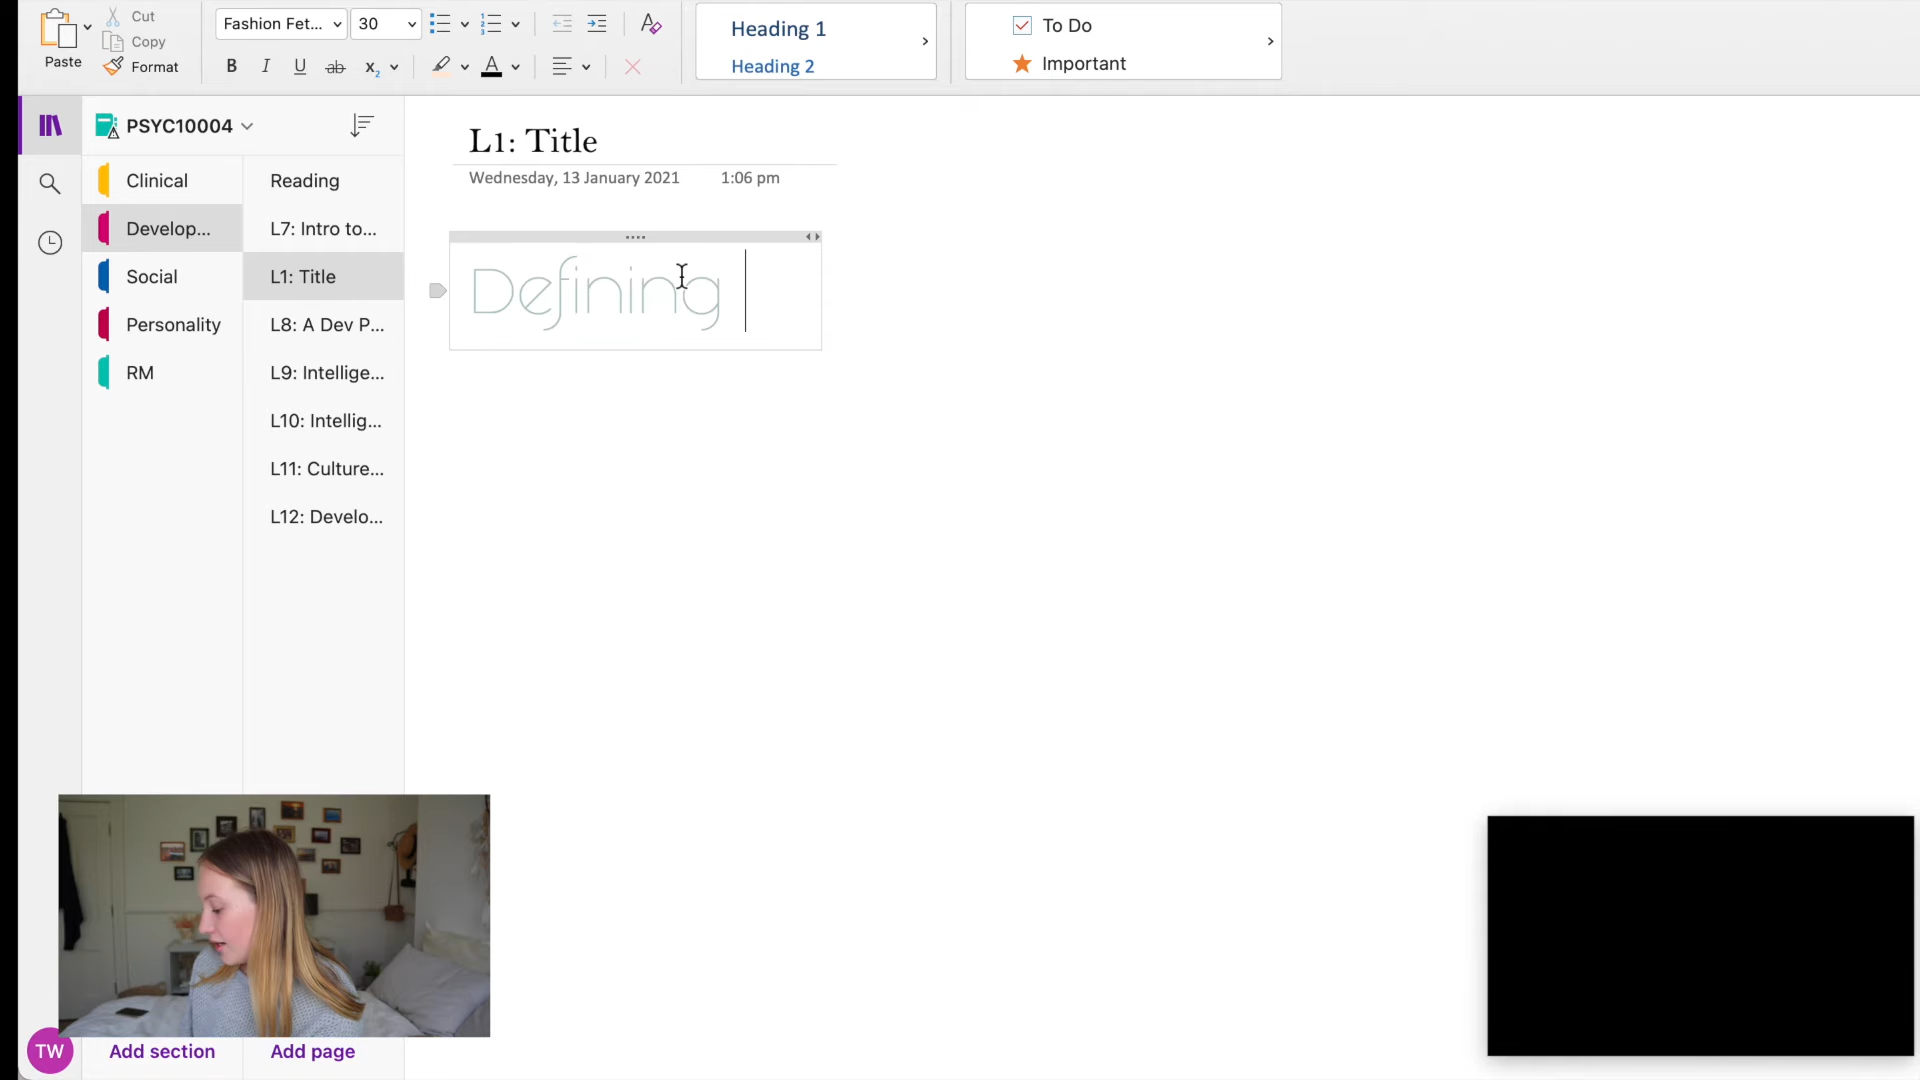 Paste
Cut
Copy
Format
Fashion Fet...
30
B I U ab x₂ A
Heading 1
Heading 2
To Do
Important
PSYC10004
Clinical
Develop...
Social
Personality
RM
Reading
L7: Intro to...
L1: Title
L8: A Dev P...
L9: Intellige...
L10: Intellig...
L11: Culture...
L12: Develo...
L1: Title
Wednesday, 13 January 2021 1:06 pm
Defining
TW
Add section
Add page